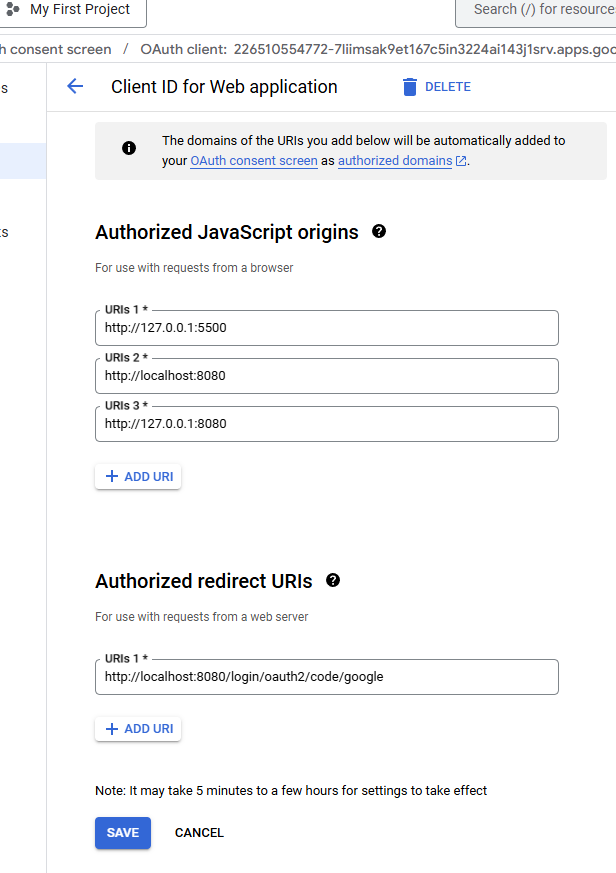 My First Project
Search (/) for resource
h consent screen / OAuth client: 226510554772-7liimsak9et167c5in3224ai143j1srv.apps.goo
s
Client ID for Web application
DELETE
The domains of the URIs you add below will be automatically added to
your OAuth consent screen as authorized domains.
ts
Authorized JavaScript origins
For use with requests from a browser
URIs 1 *
http://127.0.0.1:5500
URIs 2 *
http://localhost:8080
URIs 3 *
http://127.0.0.1:8080
+ ADD URI
Authorized redirect URIs
For use with requests from a web server
URIs 1 *
http://localhost:8080/login/oauth2/code/google
+ ADD URI
Note: It may take 5 minutes to a few hours for settings to take effect
SAVE
CANCEL